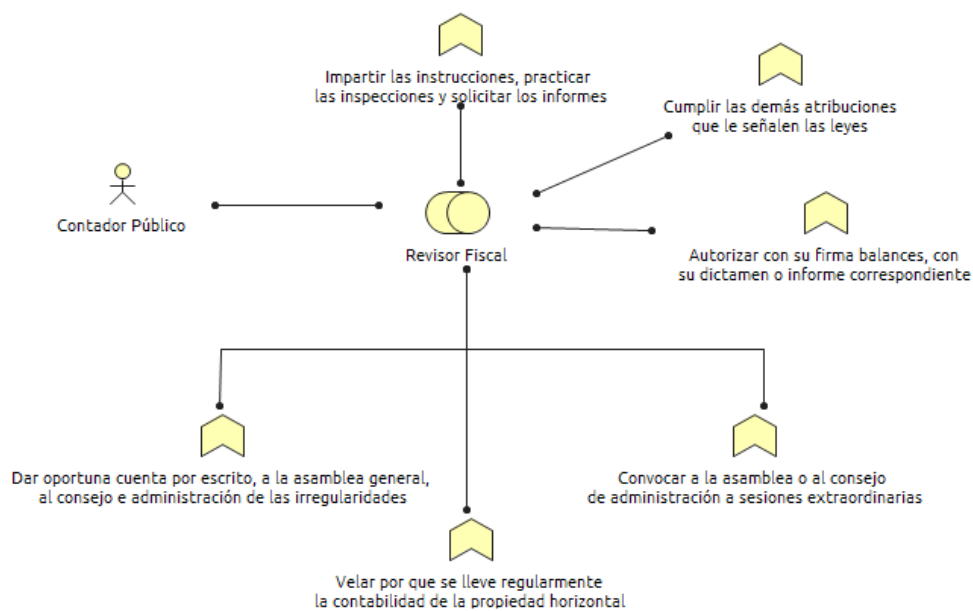 Impartir las instrucciones, practicar
las inspecciones y solicitar los informes
Cumplir las demás atribuciones
que le señalen las leyes
Contador Público
Revisor Fiscal
Autorizar con su firma balances, con
su dictamen o informe correspondiente
Dar oportuna cuenta por escrito, a la asamblea general,
al consejo e administración de las irregularidades
Convocar a la asamblea o al consejo
de administración a sesiones extraordinarias
Velar por que se lleve regularmente
la contabilidad de la propiedad horizontal